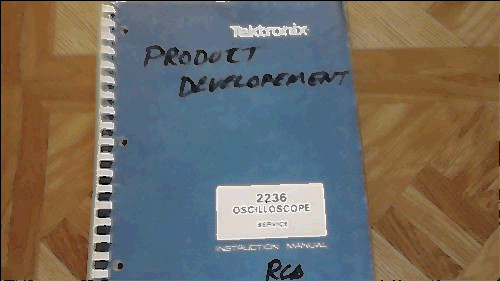 Tektronix
PRODUCT
DEVELOPEMENT
2236
OSCILLOSCOPE
SERVICE
INSTRUCTION MANUAL
RCA